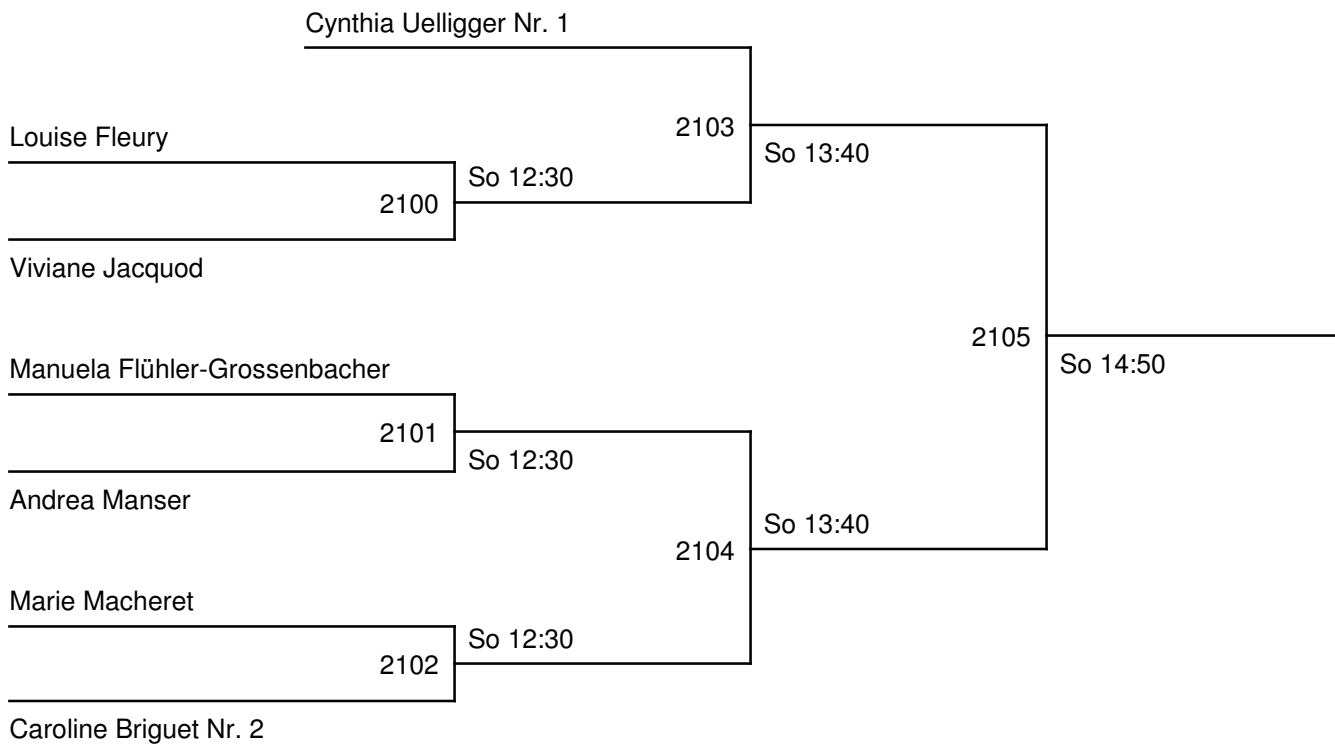 Cynthia Uelligger Nr. 1
2103
So 13:40
Louise Fleury
So 12:30
2100
Viviane Jacquod
2105
So 14:50
Manuela Flühler-Grossenbacher
2101
So 12:30
Andrea Manser
So 13:40
2104
Marie Macheret
So 12:30
2102
Caroline Briguet Nr. 2